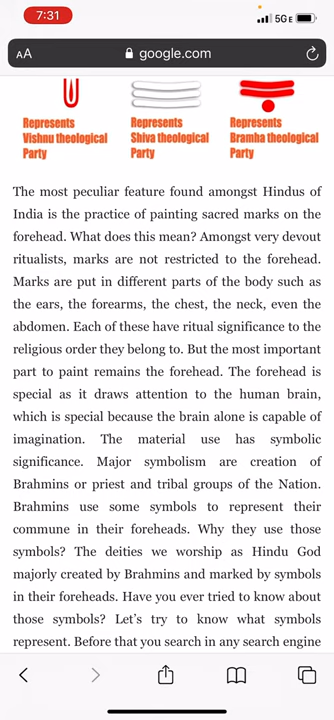 7:31
5G E
AA
google.com
Represents
Vishnu theological
Party
Represents
Shiva theological
Party
Represents
Bramha theological
Party
The most peculiar feature found amongst Hindus of
India is the practice of painting sacred marks on the
forehead. What does this mean? Amongst very devout
ritualists, marks are not restricted to the forehead.
Marks are put in different parts of the body such as
the ears, the forearms, the chest, the neck, even the
abdomen. Each of these have ritual significance to the
religious order they belong to. But the most important
part to paint remains the forehead. The forehead is
special as it draws attention to the human brain,
which is special because the brain alone is capable of
imagination. The material use has symbolic
significance. Major symbolism are creation of
Brahmins or priest and tribal groups of the Nation.
Brahmins use some symbols to represent their
commune in their foreheads. Why they use those
symbols? The deities we worship as Hindu God
majorly created by Brahmins and marked by symbols
in their foreheads. Have you ever tried to know about
those symbols? Let's try to know what symbols
represent. Before that you search in any search engine